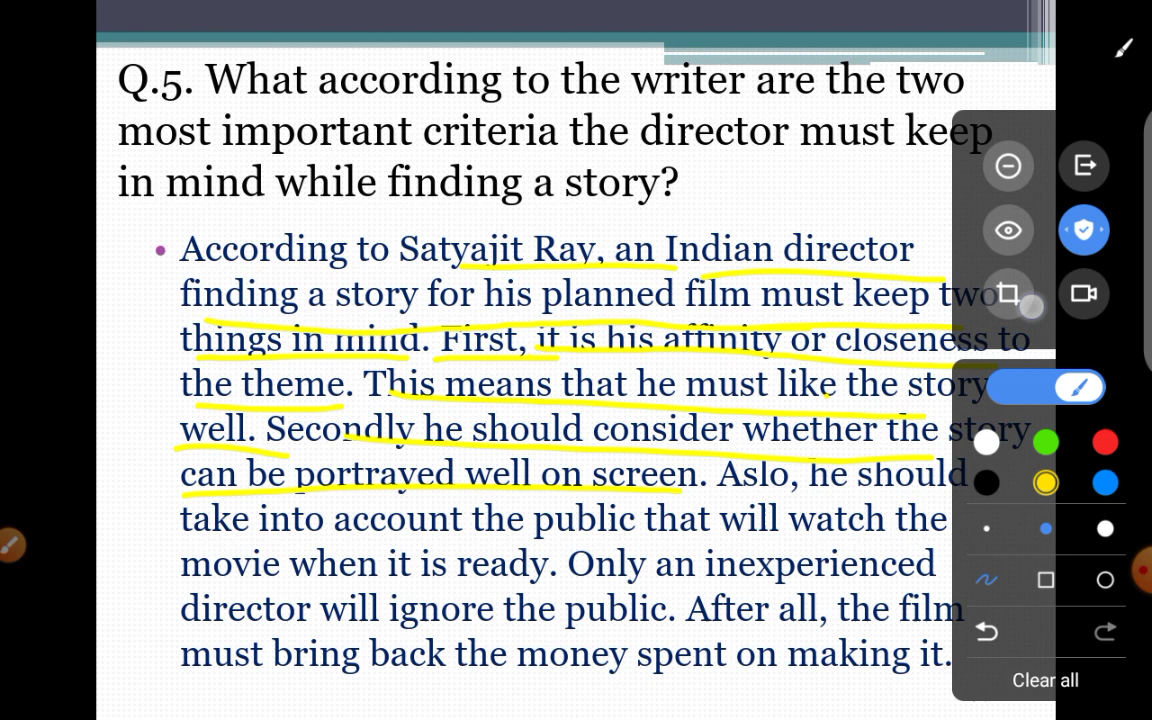 Q.5. What according to the writer are the two
most important criteria the director must keep
in mind while finding a story?
• According to Satyajit Ray, an Indian director
finding a story for his planned film must keep two
things in mind. First, it is his affinity or closeness to
the theme. This means that he must like the story
well. Secondly he should consider whether the story
can be portrayed well on screen. Aslo, he should
take into account the public that will watch the
movie when it is ready. Only an inexperienced
director will ignore the public. After all, the film
must bring back the money spent on making it.
Clear all